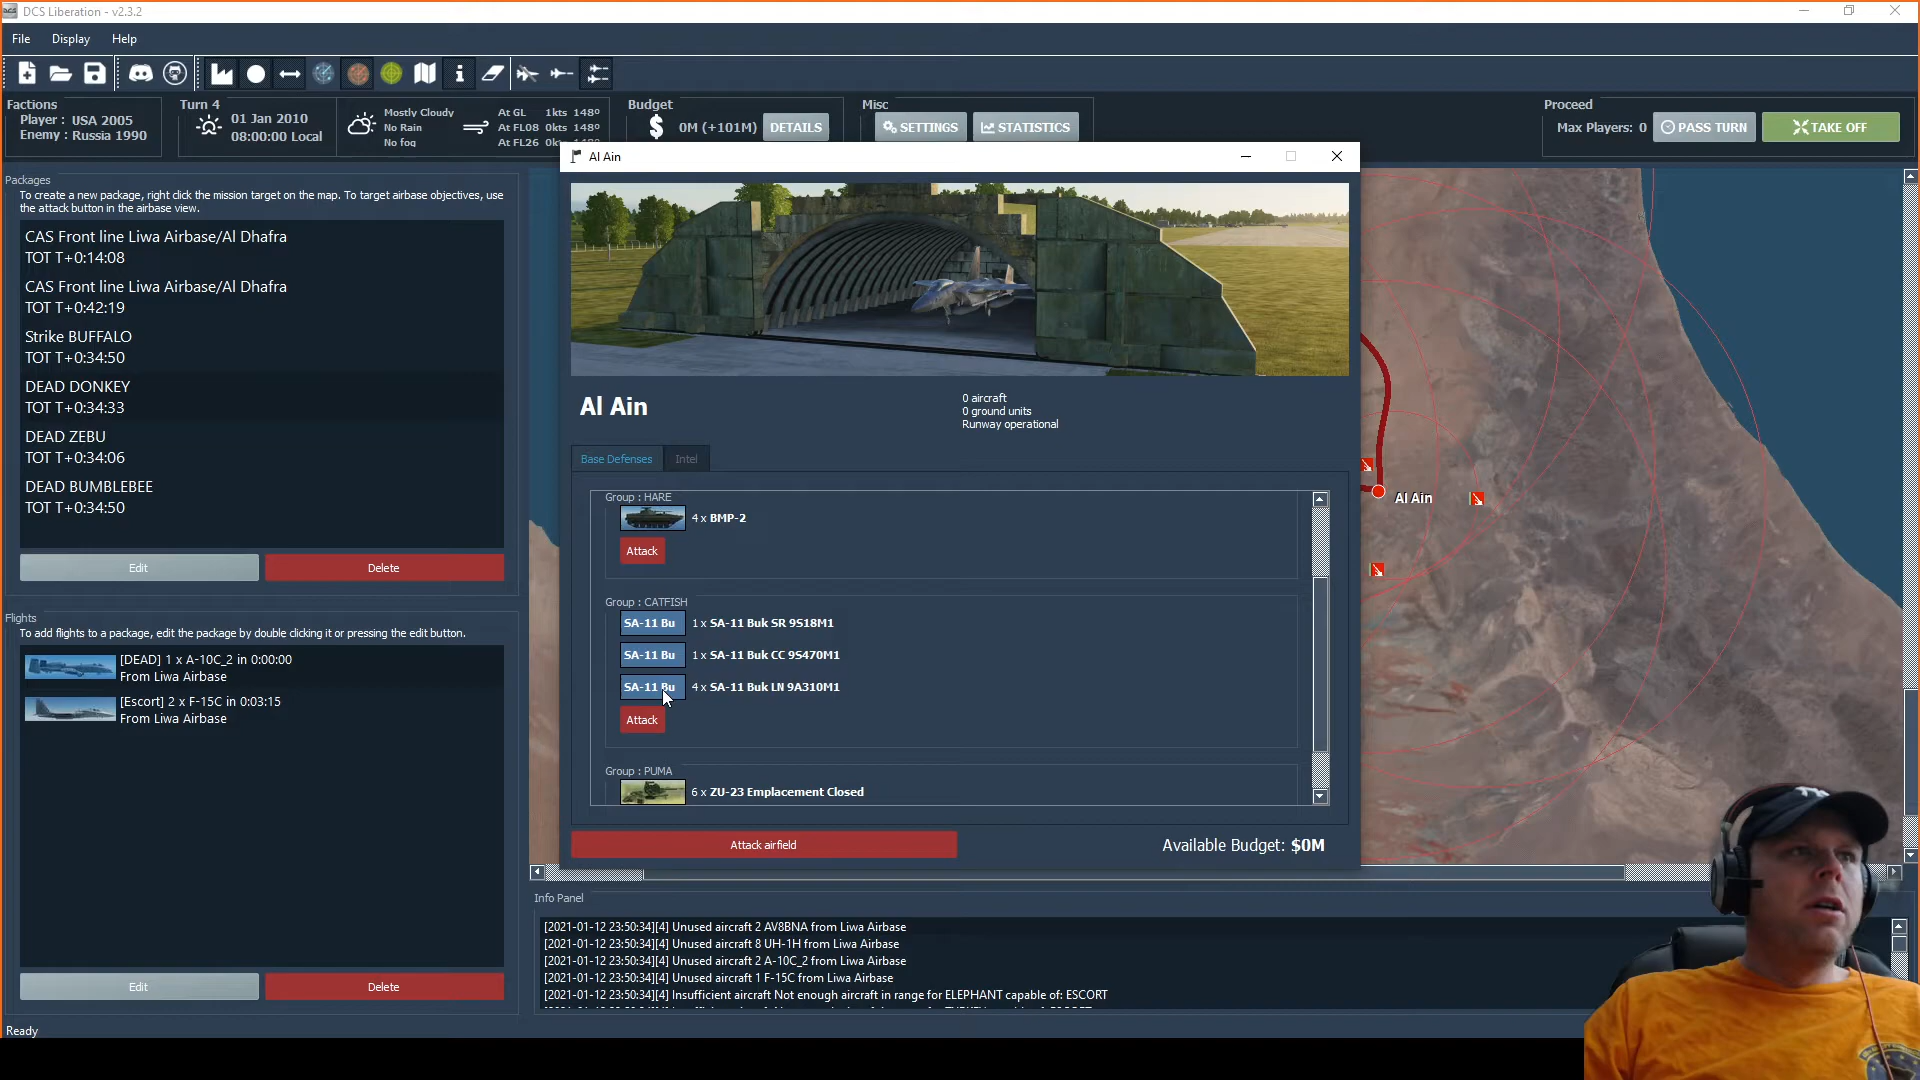 DCS Liberation - v2.3.2
File Display Help
Factions
Player : USA 2005
Enemy : Russia 1990
Turn 4
01 Jan 2010
08:00:00 Local
Mostly Cloudy
No Rain
No fog
At GL 1kts 148º
At FL08 0kts 148º
At FL26 0kt
Budget
0M (+101M) DETAILS
Misc
SETTINGS STATISTICS
Proceed
Max Players: 0 PASS TURN TAKE OFF
Packages
To create a new package, right click the mission target on the map. To target airbase objectives, use
the attack button in the airbase view.
CAS Front line Liwa Airbase/Al Dhafra
TOT T+0:14:08
CAS Front line Liwa Airbase/Al Dhafra
TOT T+0:42:19
Strike BUFFALO
TOT T+0:34:50
DEAD DONKEY
TOT T+0:34:33
DEAD ZEBU
TOT T+0:34:06
DEAD BUMBLEBEE
TOT T+0:34:50
Edit Delete
Flights
To add flights to a package, edit the package by double clicking it or pressing the edit button.
[DEAD] 1 x A-10C_2 in 0:00:00
From Liwa Airbase
[Escort] 2 x F-15C in 0:03:15
From Liwa Airbase
Edit Delete
Ready
Al Ain
Al Ain
0 aircraft
0 ground units
Runway operational
Base Defenses Intel
Group : HARE
4 x BMP-2
Attack
Group : CATFISH
SA-11 Bu 1 x SA-11 Buk SR 9S18M1
SA-11 Bu 1 x SA-11 Buk CC 9S470M1
SA-11 Bu 4 x SA-11 Buk LN 9A310M1
Attack
Group : PUMA
6 x ZU-23 Emplacement Closed
Attack airfield
Available Budget: $0M
Al Ain
Info Panel
[2021-01-12 23:50:34][4] Unused aircraft 2 AV8BNA from Liwa Airbase
[2021-01-12 23:50:34][4] Unused aircraft 8 UH-1H from Liwa Airbase
[2021-01-12 23:50:34][4] Unused aircraft 2 A-10C_2 from Liwa Airbase
[2021-01-12 23:50:34][4] Unused aircraft 1 F-15C from Liwa Airbase
[2021-01-12 23:50:34][4] Insufficient aircraft Not enough aircraft in range for ELEPHANT capable of: ESCORT